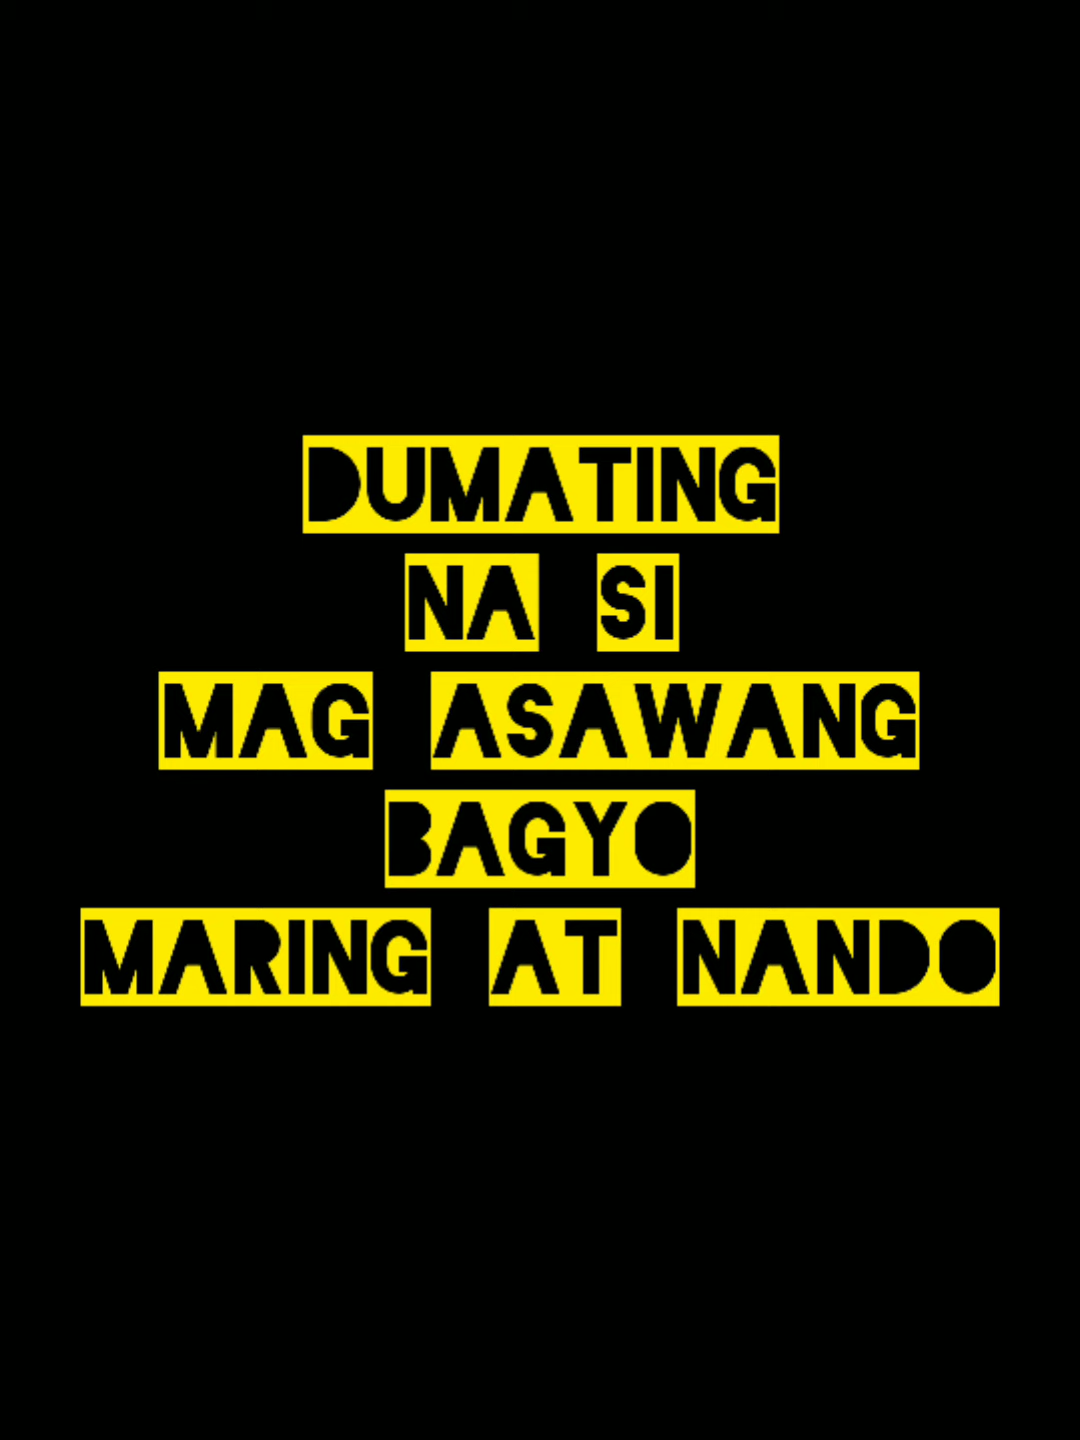 DUMATING
NA SI
MAG ASAWANG
BAGYO
MARING AT NANDO